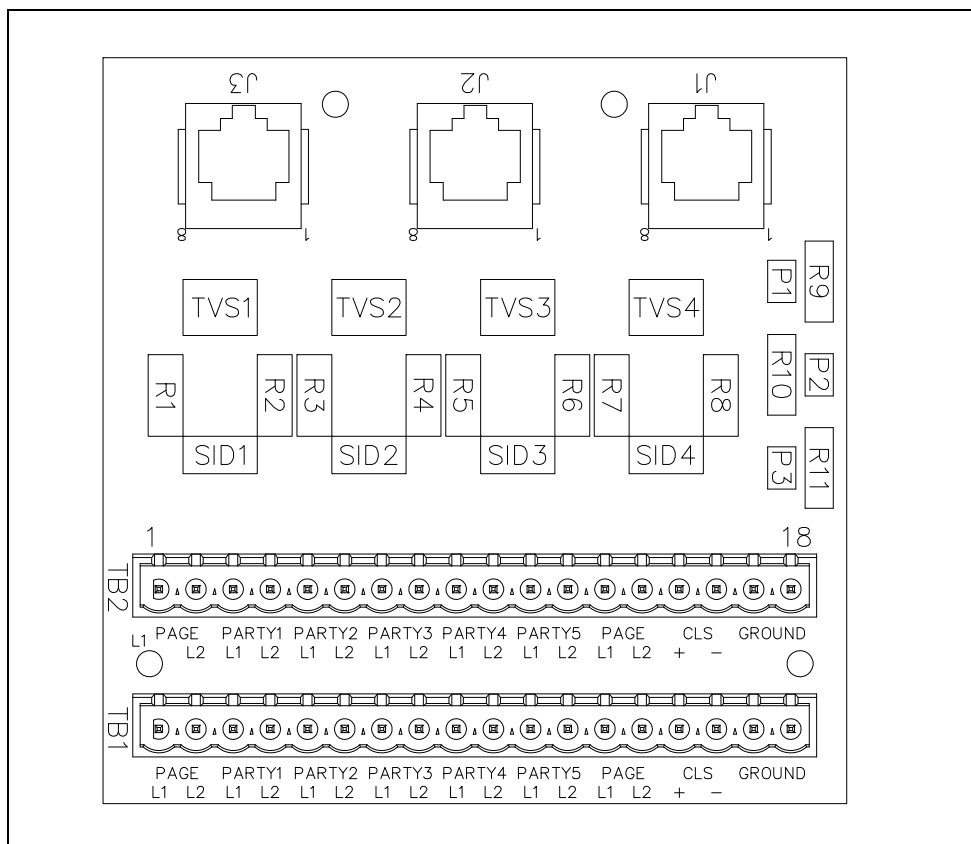 J3 J2 J1
8 1 8 1 8 1
P1 R9
TVS1 TVS2 TVS3 TVS4
R10 P2
R1 R2 R3 R4 R5 R6 R7 R8
SID1 SID2 SID3 SID4
P3 R11
1 18
TB2
PAGE PARTY1 PARTY2 PARTY3 PARTY4 PARTY5 PAGE CLS GROUND
L1 L2 L1 L2 L1 L2 L1 L2 L1 L2 L1 L2 L1 L2 + −
TB1
PAGE PARTY1 PARTY2 PARTY3 PARTY4 PARTY5 PAGE CLS GROUND
L1 L2 L1 L2 L1 L2 L1 L2 L1 L2 L1 L2 L1 L2 + −